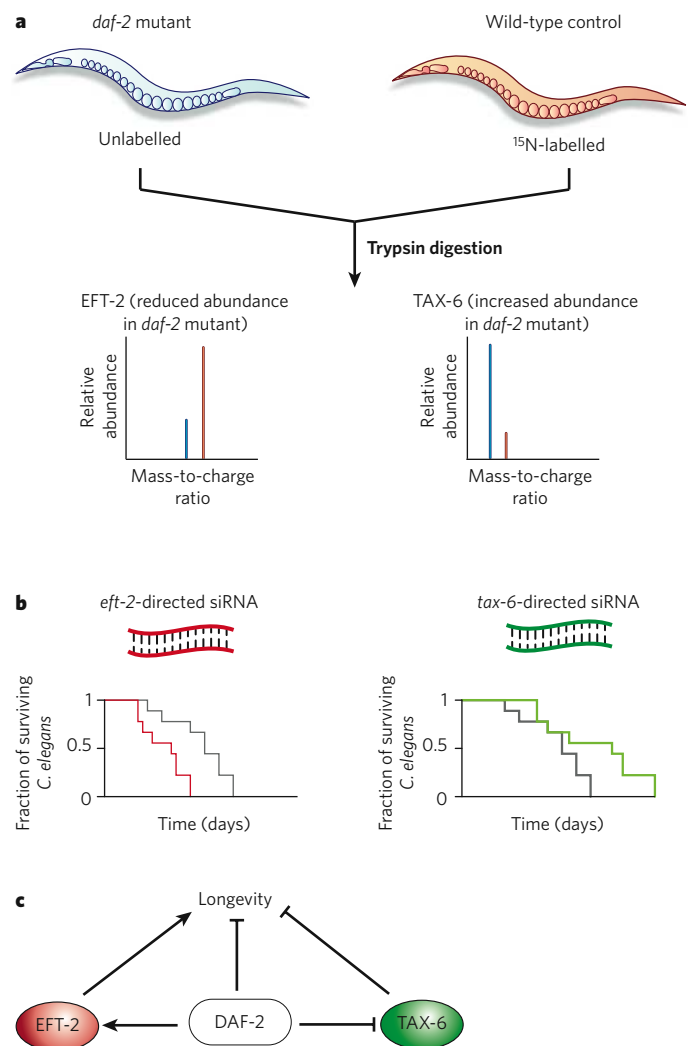 a
daf-2 mutant
Wild-type control
Unlabelled
¹⁵N-labelled
Trypsin digestion
EFT-2 (reduced abundance
in daf-2 mutant)
TAX-6 (increased abundance
in daf-2 mutant)
Relative
abundance
Mass-to-charge
ratio
Relative
abundance
Mass-to-charge
ratio
b
eft-2-directed siRNA
tax-6-directed siRNA
Fraction of surviving
C. elegans
1
0.5
0
Time (days)
Fraction of surviving
C. elegans
1
0.5
0
Time (days)
c
Longevity
EFT-2
DAF-2
TAX-6